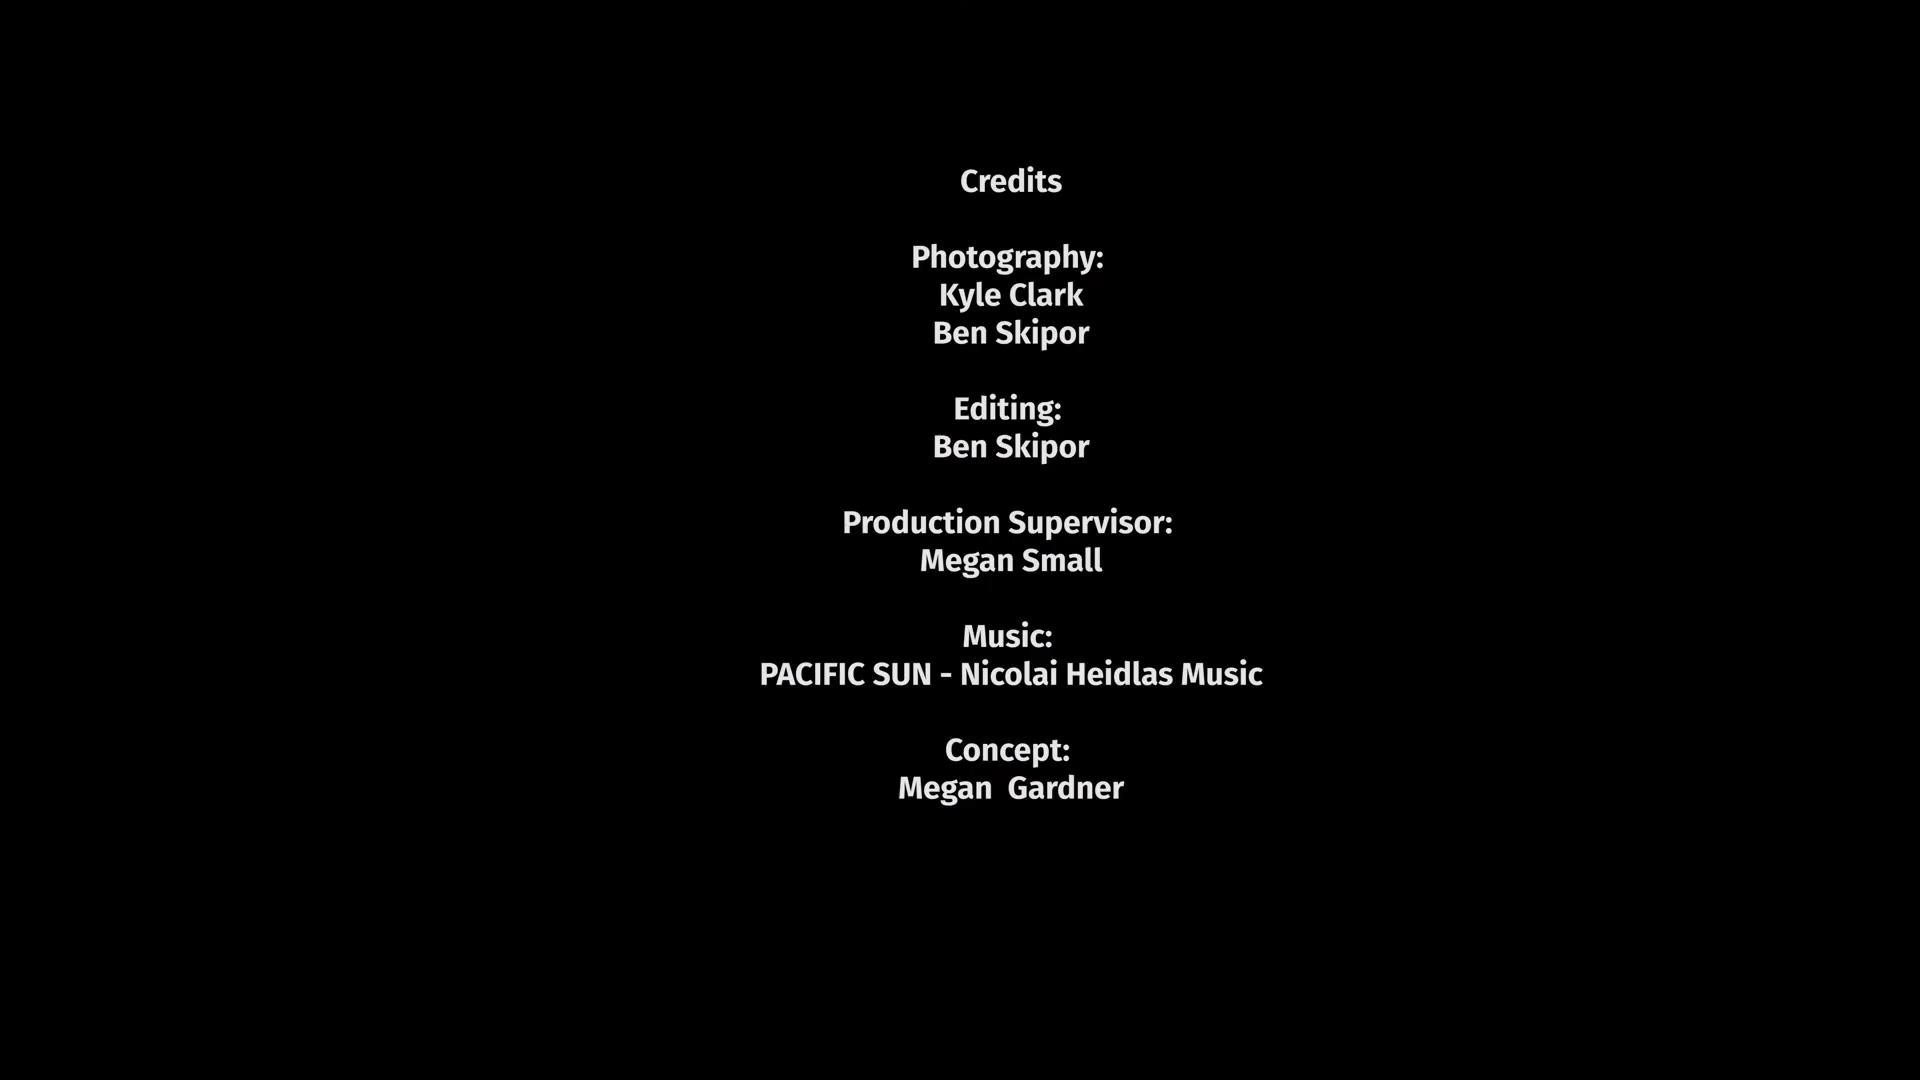 Credits
Photography:
Kyle Clark
Ben Skipor
Editing:
Ben Skipor
Production Supervisor:
Megan Small
Music:
PACIFIC SUN - Nicolai Heidlas Music
Concept:
Megan  Gardner